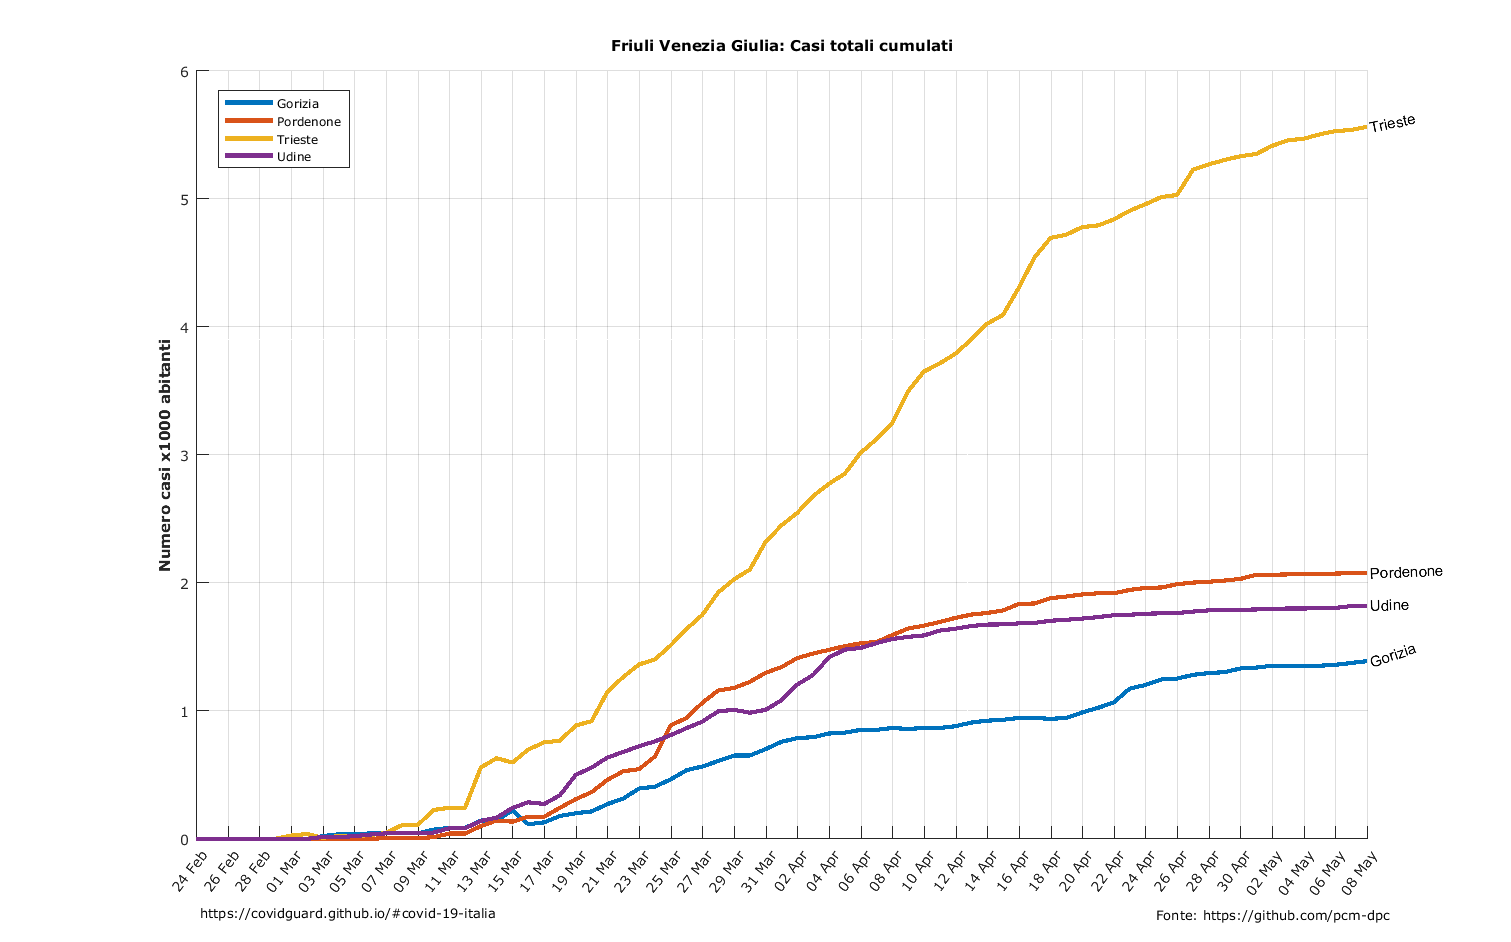 Friuli Venezia Giulia: Casi totali cumulati
Gorizia
Pordenone
Trieste
Udine
Numero casi x1000 abitanti
6
5
4
3
2
1
0
Trieste
Pordenone
Udine
Gorizia
24 Feb
26 Feb
28 Feb
01 Mar
03 Mar
05 Mar
07 Mar
09 Mar
11 Mar
13 Mar
15 Mar
17 Mar
19 Mar
21 Mar
23 Mar
25 Mar
27 Mar
29 Mar
31 Mar
02 Apr
04 Apr
06 Apr
08 Apr
10 Apr
12 Apr
14 Apr
16 Apr
18 Apr
20 Apr
22 Apr
24 Apr
26 Apr
28 Apr
30 Apr
02 May
04 May
06 May
08 May
https://covidguard.github.io/#covid-19-italia
Fonte: https://github.com/pcm-dpc